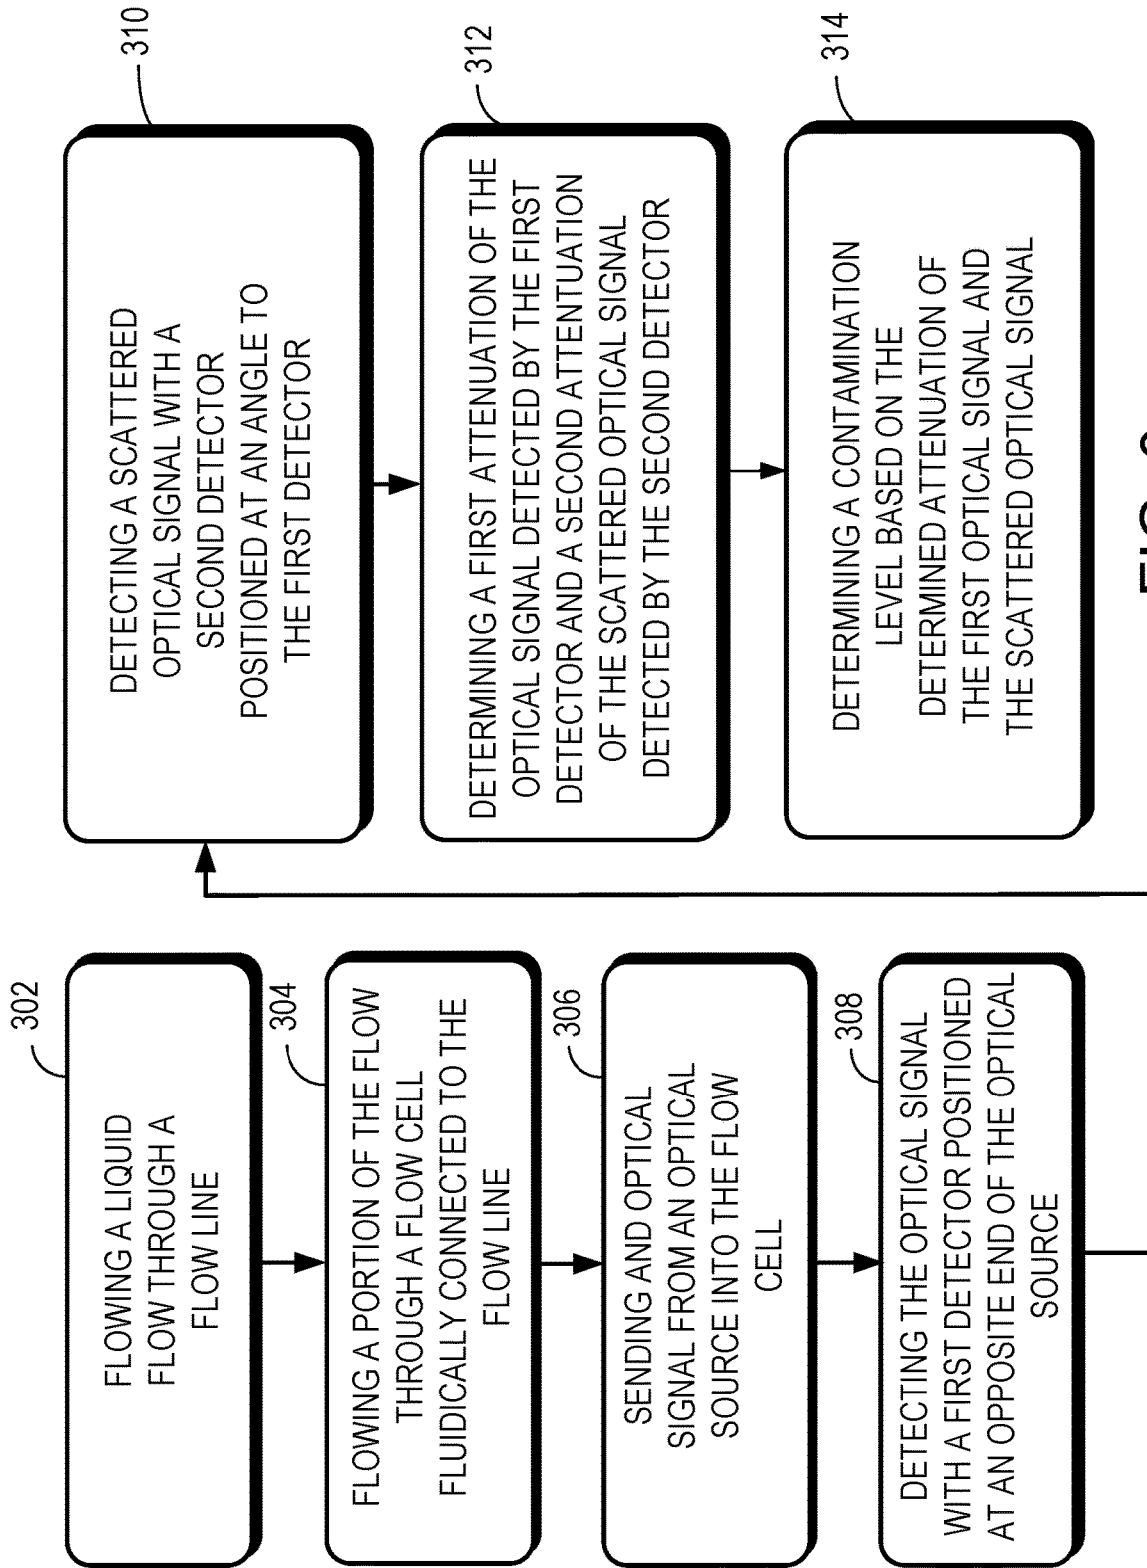 302
FLOWING A LIQUID
FLOW THROUGH A
FLOW LINE
304
FLOWING A PORTION OF THE FLOW
THROUGH A FLOW CELL
FLUIDICALLY CONNECTED TO THE
FLOW LINE
306
SENDING AND OPTICAL
SIGNAL FROM AN OPTICAL
SOURCE INTO THE FLOW
CELL
308
DETECTING THE OPTICAL SIGNAL
WITH A FIRST DETECTOR POSITIONED
AT AN OPPOSITE END OF THE OPTICAL
SOURCE
310
DETECTING A SCATTERED
OPTICAL SIGNAL WITH A
SECOND DETECTOR
POSITIONED AT AN ANGLE TO
THE FIRST DETECTOR
312
DETERMINING A FIRST ATTENUATION OF THE
OPTICAL SIGNAL DETECTED BY THE FIRST
DETECTOR AND A SECOND ATTENTUATION
OF THE SCATTERED OPTICAL SIGNAL
DETECTED BY THE SECOND DETECTOR
314
DETERMINING A CONTAMINATION
LEVEL BASED ON THE
DETERMINED ATTENUATION OF
THE FIRST OPTICAL SIGNAL AND
THE SCATTERED OPTICAL SIGNAL